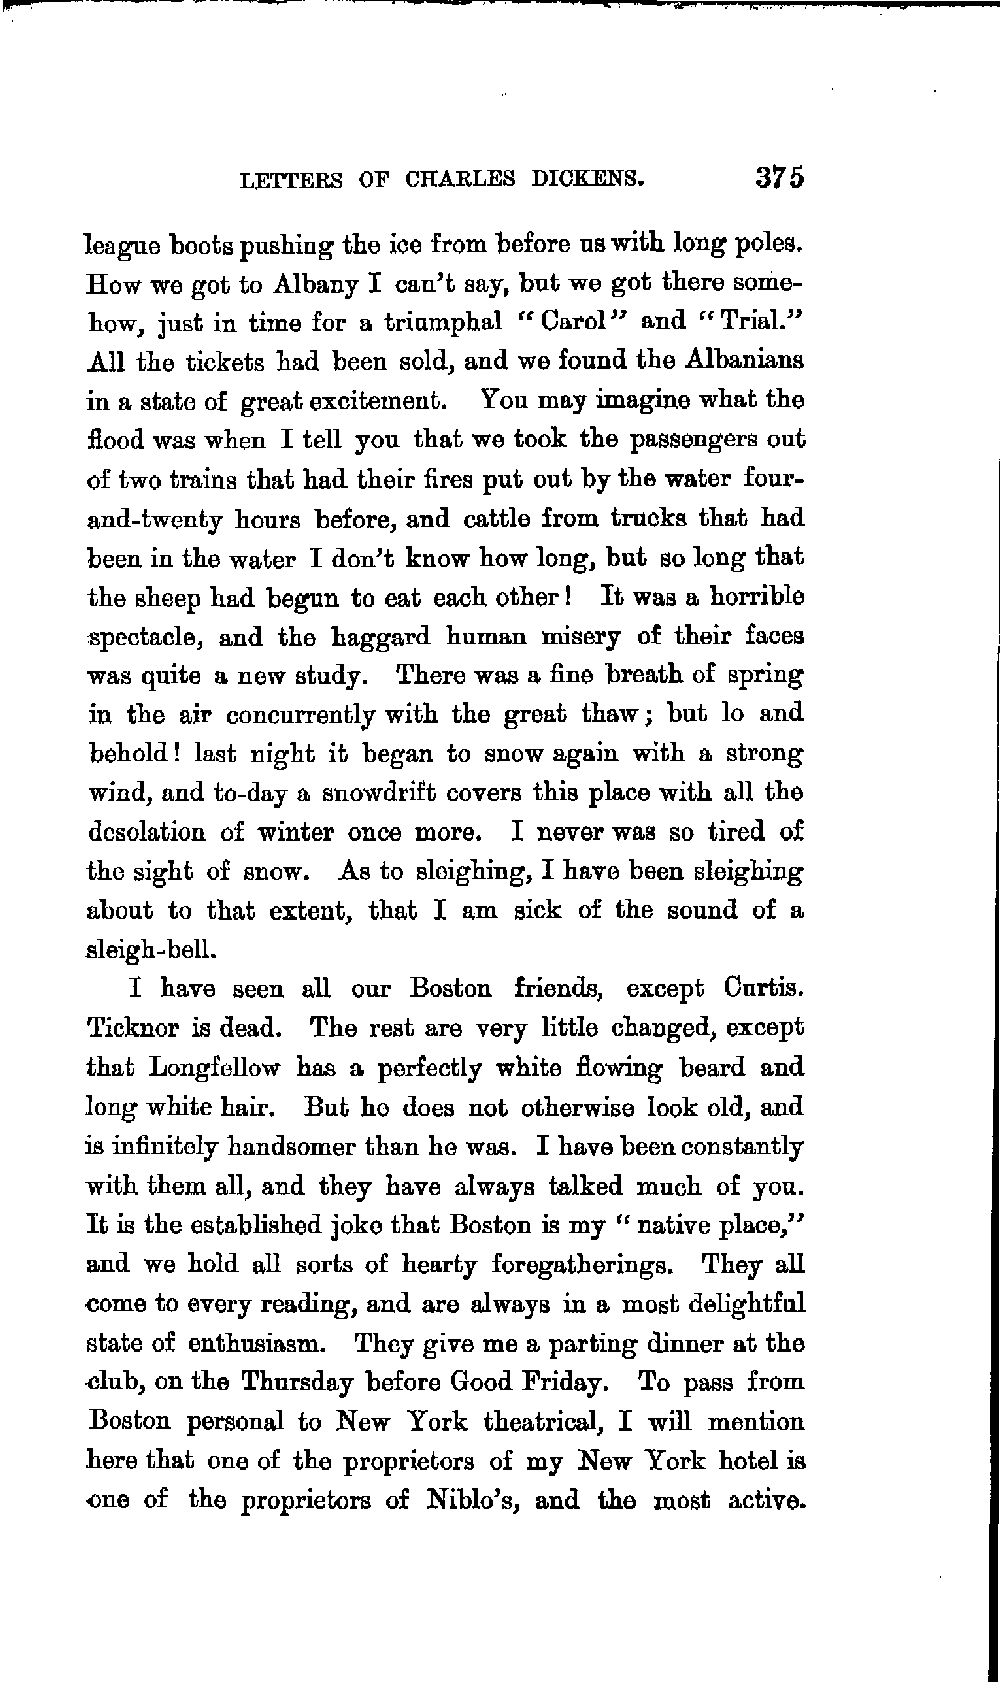 LETTERS OF CHARLES DICKENS. 375
league boots pushing the ice from before us with long poles.
How we got to Albany I can't say, but we got there some-
how, just in time for a triumphal "Carol" and "Trial."
All the tickets had been sold, and we found the Albanians
in a state of great excitement. You may imagine what the
flood was when I tell you that we took the passengers out
of two trains that had their fires put out by the water four-
and-twenty hours before, and cattle from trucks that had
been in the water I don't know how long, but so long that
the sheep had begun to eat each other! It was a horrible
spectacle, and the haggard human misery of their faces
was quite a new study. There was a fine breath of spring
in the air concurrently with the great thaw; but lo and
behold! last night it began to snow again with a strong
wind, and to-day a snowdrift covers this place with all the
desolation of winter once more. I never was so tired of
the sight of snow. As to sleighing, I have been sleighing
about to that extent, that I am sick of the sound of a
sleigh-bell.
I have seen all our Boston friends, except Curtis.
Ticknor is dead. The rest are very little changed, except
that Longfellow has a perfectly white flowing beard and
long white hair. But he does not otherwise look old, and
is infinitely handsomer than he was. I have been constantly
with them all, and they have always talked much of you.
It is the established joke that Boston is my "native place,"
and we hold all sorts of hearty foregatherings. They all
come to every reading, and are always in a most delightful
state of enthusiasm. They give me a parting dinner at the
club, on the Thursday before Good Friday. To pass from
Boston personal to New York theatrical, I will mention
here that one of the proprietors of my New York hotel is
one of the proprietors of Niblo's, and the most active.